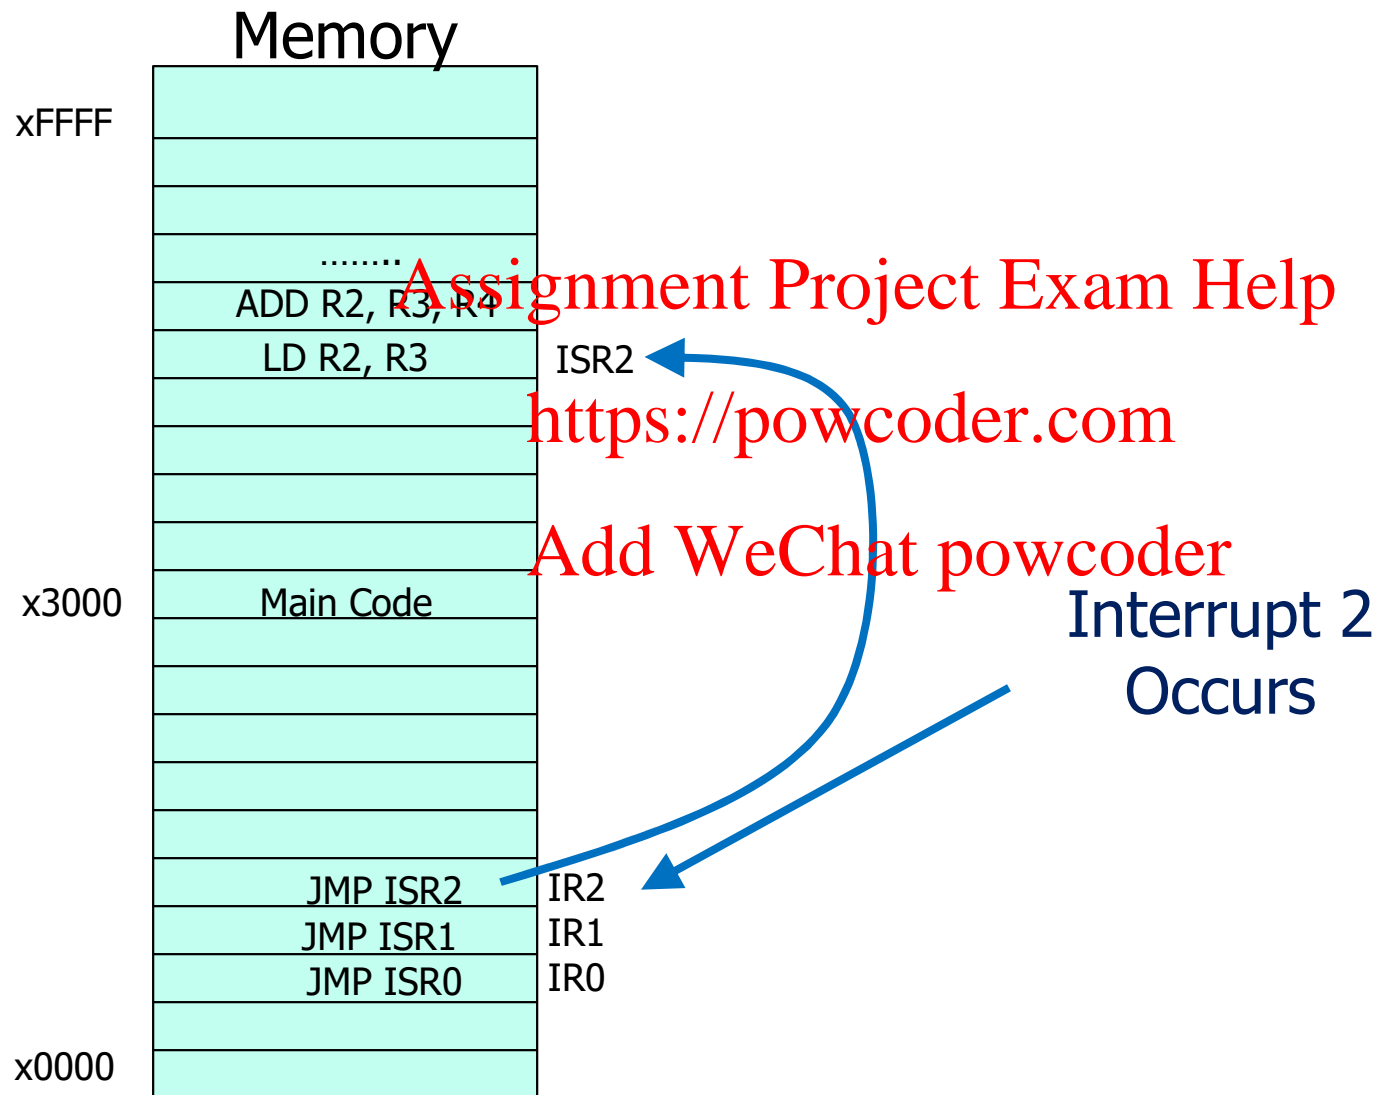 Memory
xFFFF
……..
Assignment Project Exam Help
ADD R2, R3, R4
LD R2, R3
ISR2
https://powcoder.com
Add WeChat powcoder
x3000
Main Code
Interrupt 2
Occurs
JMP ISR2
IR2
JMP ISR1
IR1
JMP ISR0
IR0
x0000